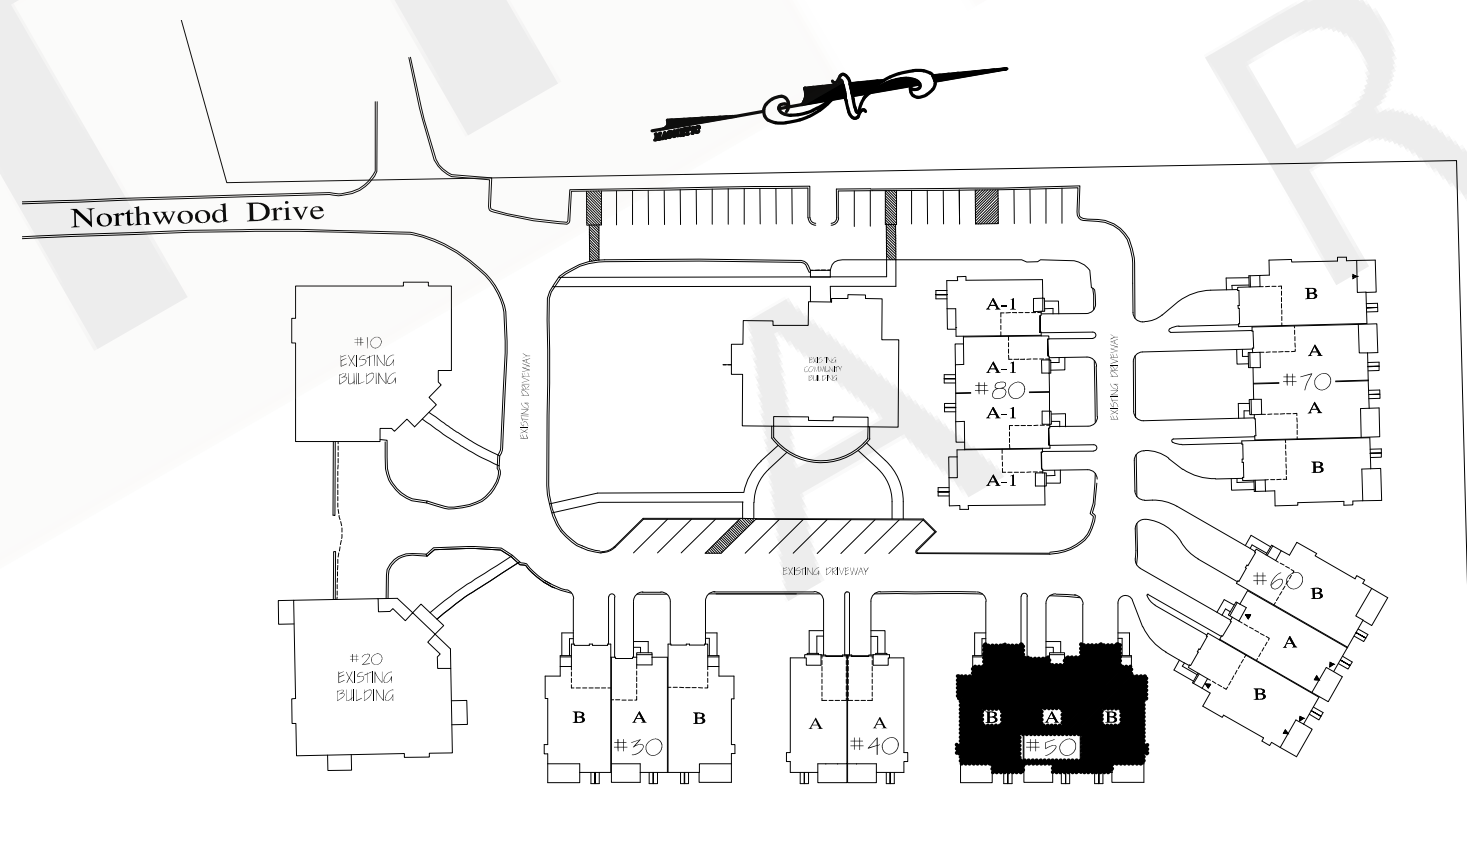 Northwood Drive
#10
EXISTING
BUILDING
EXISTING DRIVEWAY
EXISTING
COMMUNITY
BUILDING
A-1
A-1
#80
A-1
A-1
EXISTING DRIVEWAY
B
A
#70
A
B
EXISTING DRIVEWAY
#60
B
A
B
#20
EXISTING
BUILDING
B A B
#30
A A
#40
B A B
#50